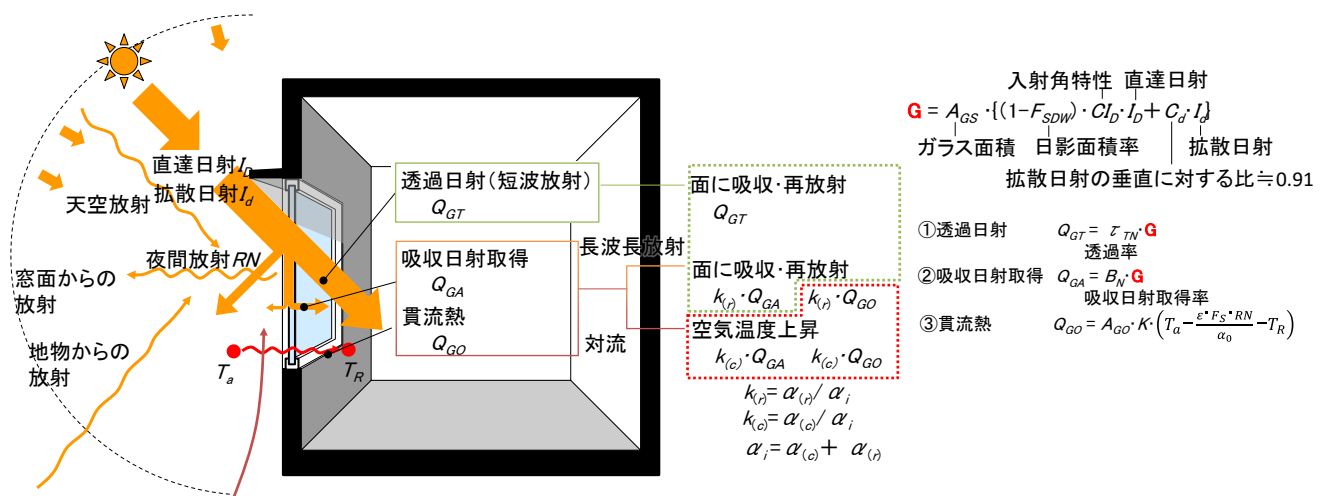 直達日射I_D
拡散日射I_d
天空放射
夜間放射RN
窓面からの
放射
地物からの
放射
T_a
T_R
透過日射(短波放射)
Q_GT
吸収日射取得
Q_GA
貫流熱
Q_GO
長波長放射
対流
面に吸収・再放射
Q_GT
面に吸収・再放射
k_(r)・Q_GA k_(r)・Q_GO
空気温度上昇
k_(c)・Q_GA k_(c)・Q_GO
k_(r)=α_(r)/α_i
k_(c)=α_(c)/α_i
α_i=α_(c)+ α_(r)
入射角特性 直達日射
G = A_GS・{(1-F_SDW)・CI_D・I_D+C_d・I_d}
ガラス面積 日影面積率 拡散日射
拡散日射の垂直に対する比≒0.91
①透過日射 Q_GT = τ_TN・G
透過率
②吸収日射取得 Q_GA = B_N・G
吸収日射取得率
③貫流熱 Q_GO = A_GO・K・(T_a-ε・F_S・RN/α_0-T_R)